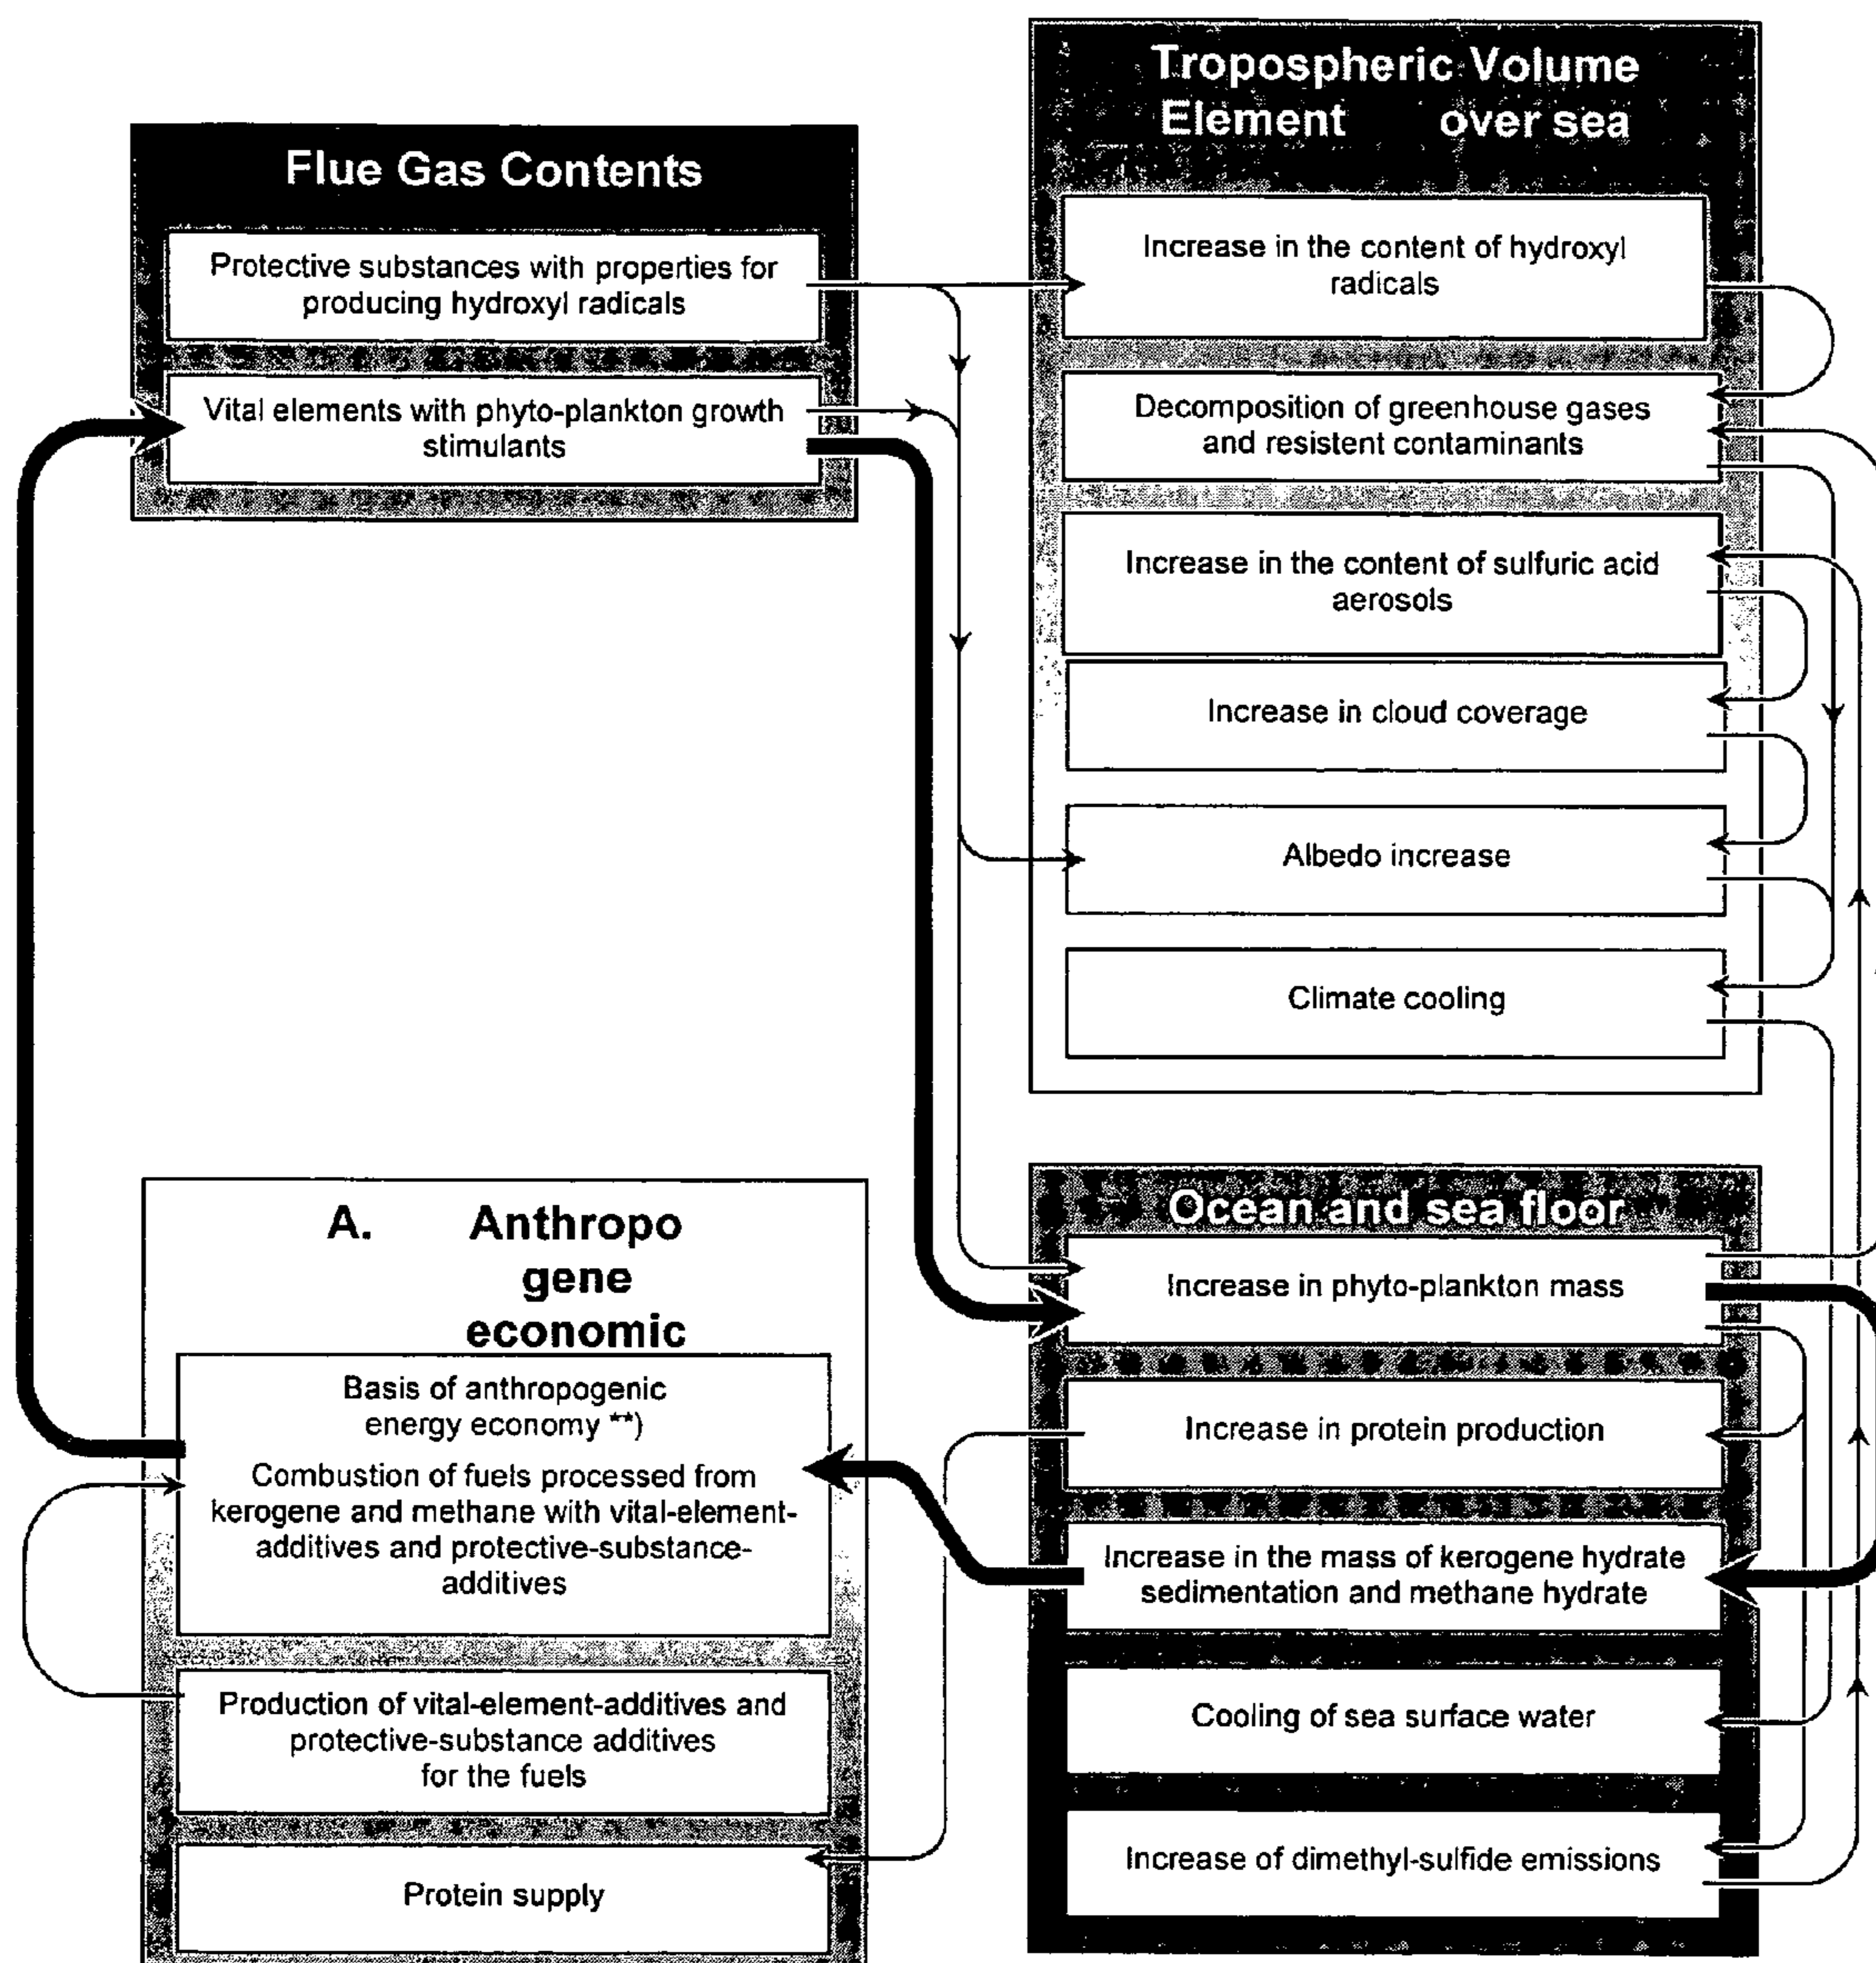 Flue Gas Contents
Protective substances with properties for
producing hydroxyl radicals
Vital elements with phyto-plankton growth
stimulants
Tropospheric Volume
Element over sea
Increase in the content of hydroxyl
radicals
Decomposition of greenhouse gases
and resistent contaminants
Increase in the content of sulfuric acid
aerosols
Increase in cloud coverage
Albedo increase
Climate cooling
A. Anthropo
gene
economic
Basis of anthropogenic
energy economy **)
Combustion of fuels processed from
kerogene and methane with vital-element-
additives and protective-substance-
additives
Production of vital-element-additives and
protective-substance additives
for the fuels
Protein supply
Ocean and sea floor
Increase in phyto-plankton mass
Increase in protein production
Increase in the mass of kerogene hydrate
sedimentation and methane hydrate
Cooling of sea surface water
Increase of dimethyl-sulfide emissions